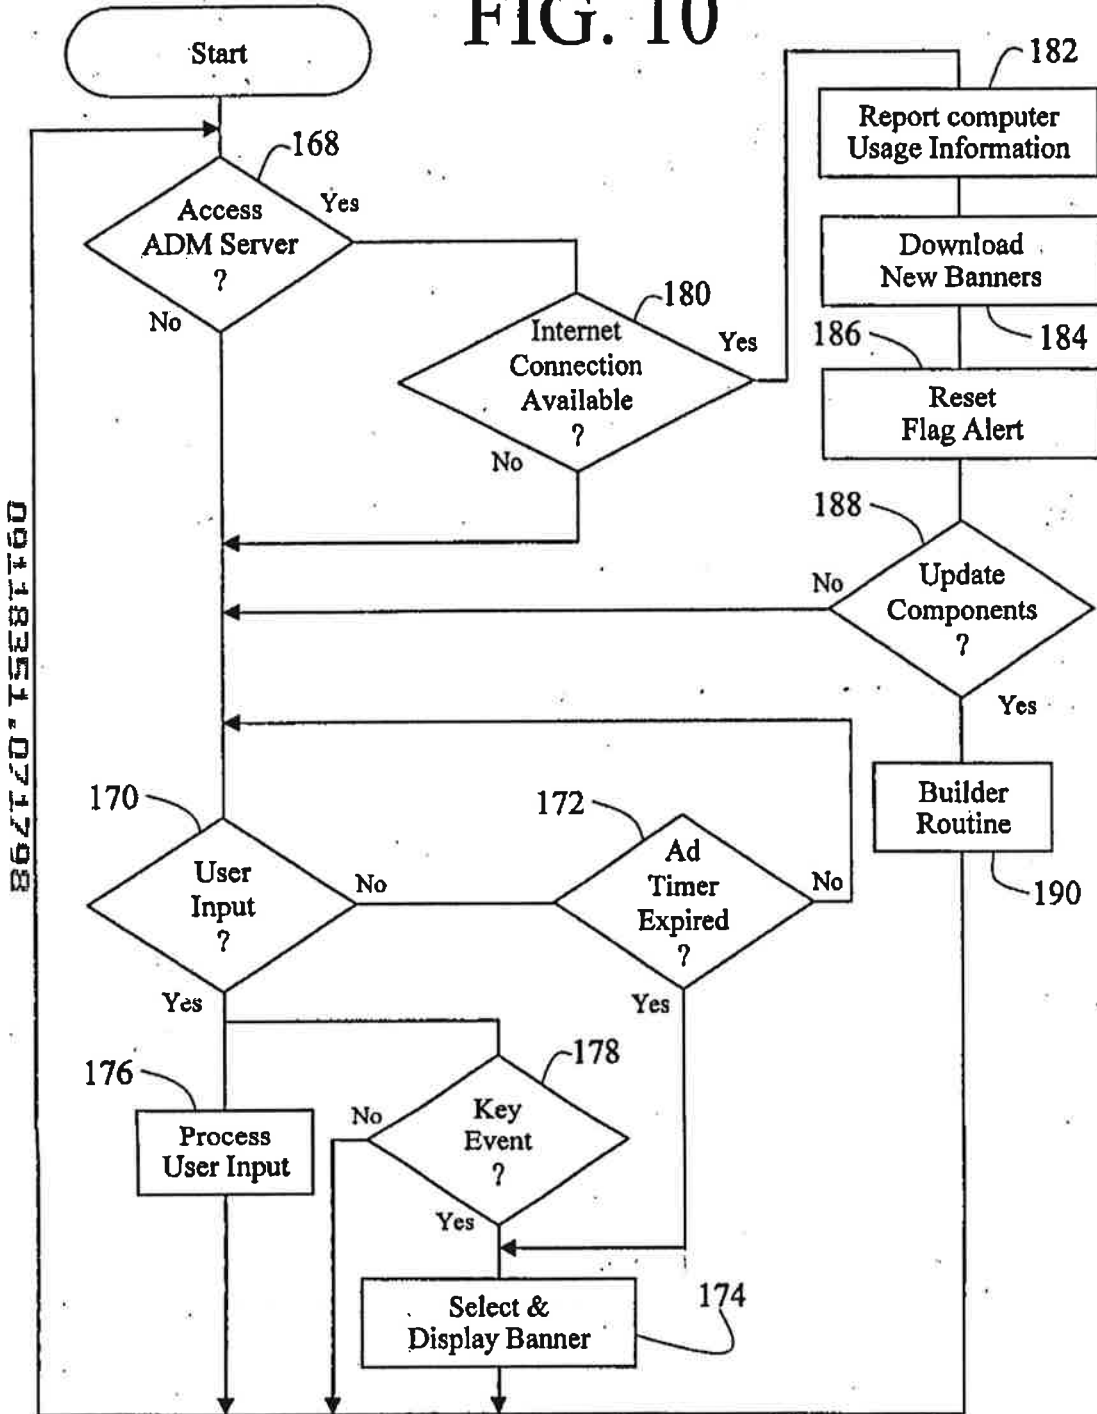 FIG. 10
Start
182
Report computer
Usage Information
168
Access
ADM Server
?
Yes
No
Download
New Banners
184
180
Internet
Connection
Available
?
Yes
No
186
Reset
Flag Alert
188
Update
Components
?
No
Yes
09118351.071798
170
User
Input
?
No
Yes
172
Ad
Timer
Expired
?
No
Yes
Builder
Routine
190
176
Process
User Input
178
Key
Event
?
No
Yes
Select &
Display Banner
174